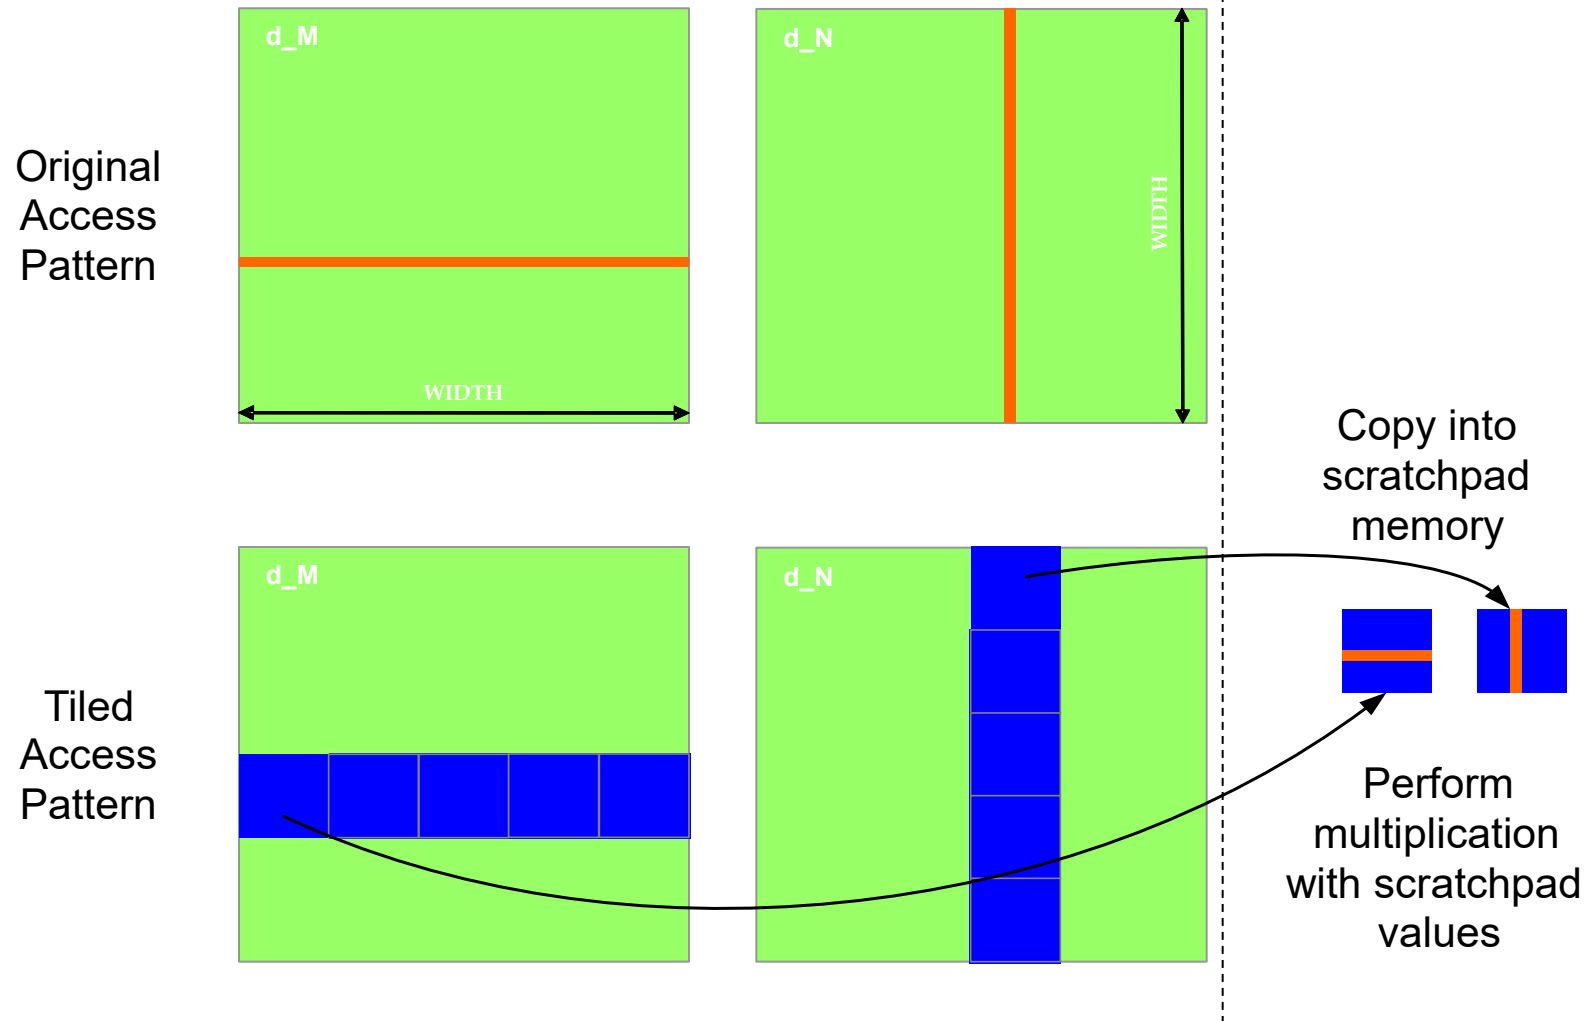 d_M
d_N
Original
Access
Pattern
WIDTH
WIDTH
Copy into
scratchpad
memory
d_M
d_N
Tiled
Access
Pattern
Perform
multiplication
with scratchpad
values